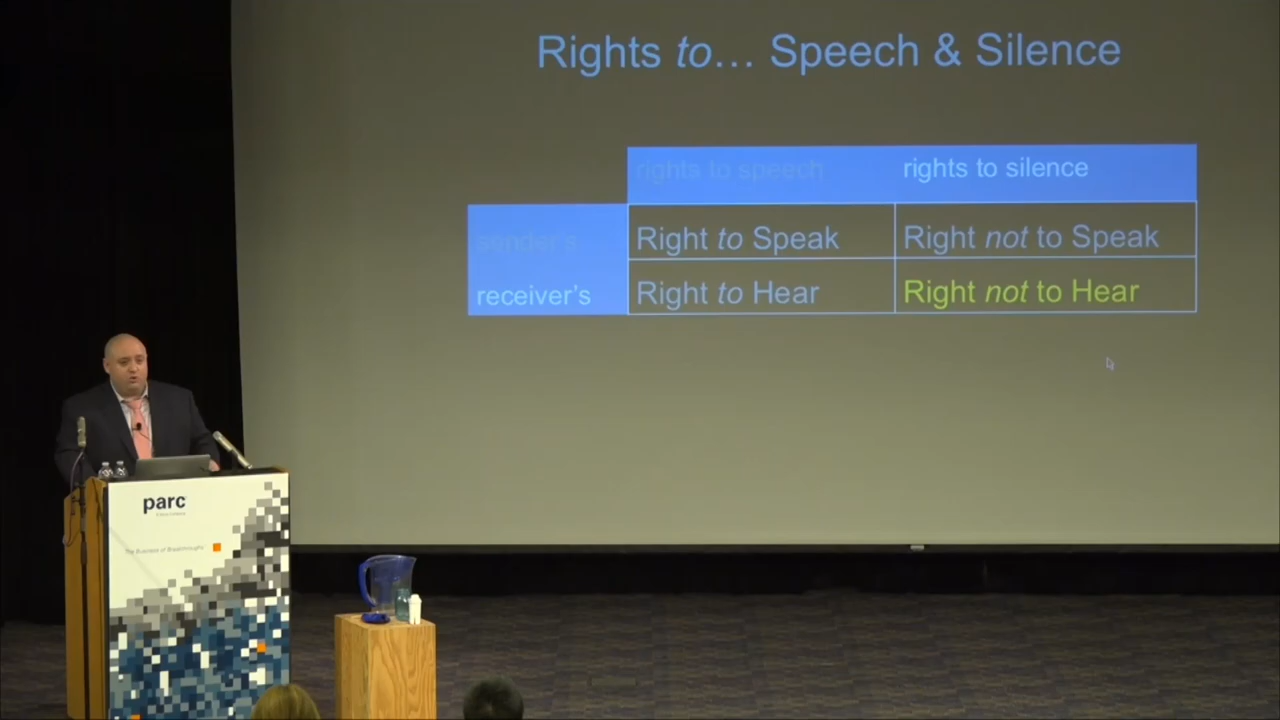 Rights to… Speech & Silence
rights to speech rights to silence
sender's Right to Speak Right not to Speak
receiver's Right to Hear Right not to Hear
parc
The Business of Breakthroughs